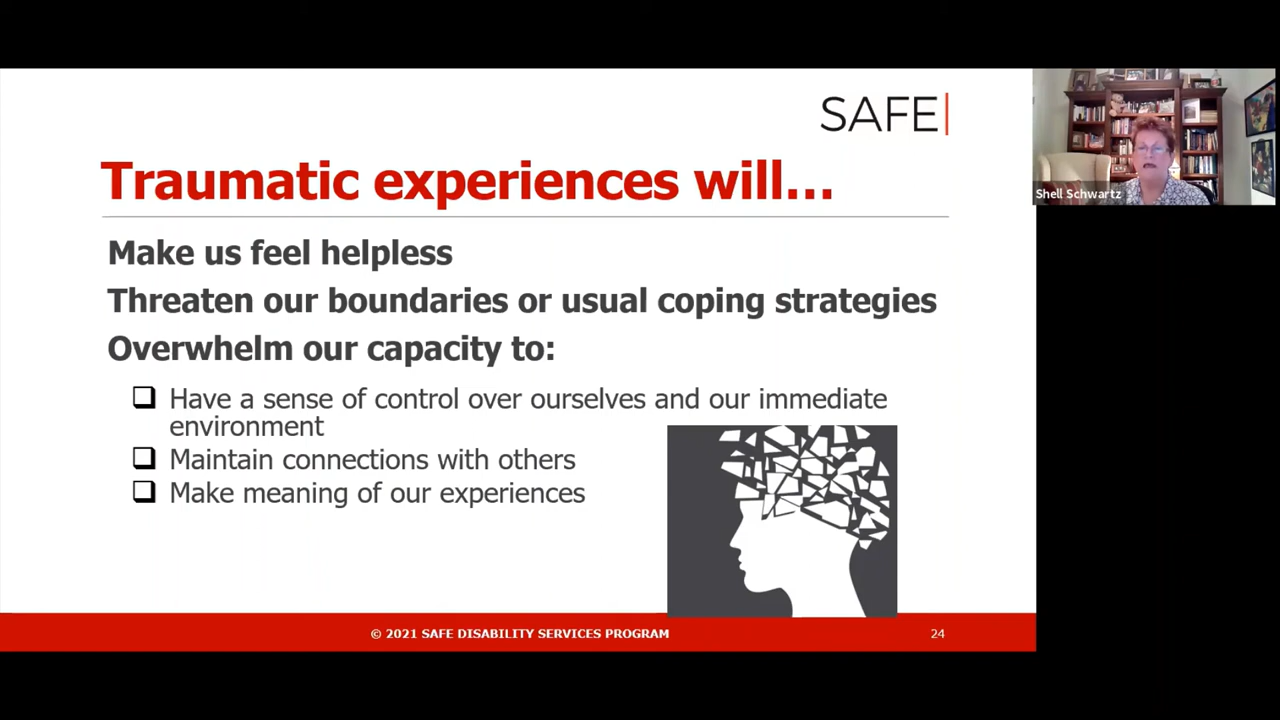 SAFE
Traumatic experiences will...
Make us feel helpless
Threaten our boundaries or usual coping strategies
Overwhelm our capacity to:
Have a sense of control over ourselves and our immediate
environment
Maintain connections with others
Make meaning of our experiences
© 2021 SAFE DISABILITY SERVICES PROGRAM
24
Shell Schwartz